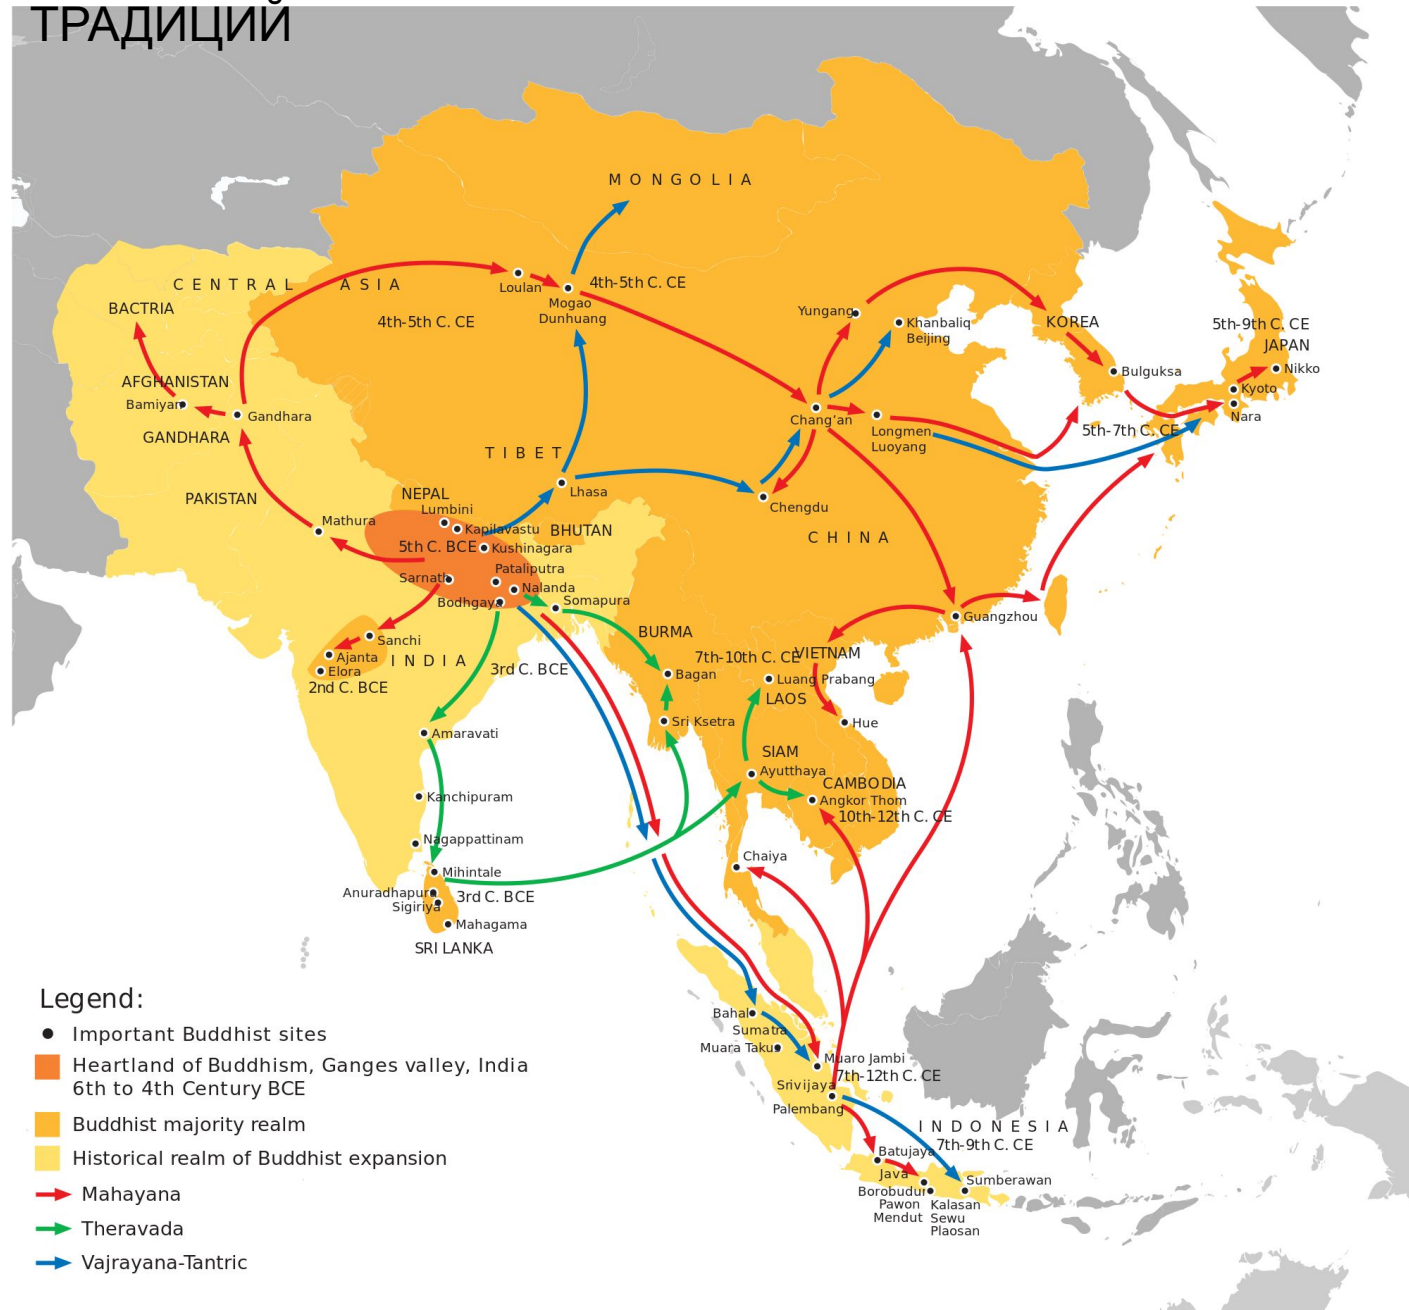 ТРАДИЦИЙ
MONGOLIA
CENTRAL ASIA
BACTRIA
4th-5th C. CE
Loulan
Mogao
Dunhuang
4th-5th C. CE
Yungang
Khanbaliq
Beijing
KOREA
5th-9th C. CE
JAPAN
Nikko
Kyoto
Nara
Bulguksa
5th-7th C. CE
AFGHANISTAN
Bamiyan
Gandhara
GANDHARA
Chang'an
Longmen
Luoyang
TIBET
Lhasa
Chengdu
CHINA
PAKISTAN
Mathura
NEPAL
Lumbini
Kapilavastu
BHUTAN
5th C. BCE
Kushinagara
Sarnath
Pataliputra
Nalanda
Bodhgaya
Somapura
Guangzhou
Sanchi
Ajanta
Elora
INDIA
2nd C. BCE
3rd C. BCE
BURMA
7th-10th C. CE
VIETNAM
Bagan
Luang Prabang
LAOS
Sri Ksetra
Hue
Amaravati
SIAM
Ayutthaya
CAMBODIA
Angkor Thom
10th-12th C. CE
Kanchipuram
Nagappattinam
Chaiya
Mihintale
Anuradhapura
3rd C. BCE
Sigiriya
Mahagama
SRI LANKA
Bahal
Sumatra
Muara Takus
Muaro Jambi
7th-12th C. CE
Srivijaya
Palembang
INDONESIA
7th-9th C. CE
Batujaya
Java
Sumberawan
Borobudur
Pawon
Mendut
Kalasan
Sewu
Plaosan
Legend:
Important Buddhist sites
Heartland of Buddhism, Ganges valley, India
6th to 4th Century BCE
Buddhist majority realm
Historical realm of Buddhist expansion
Mahayana
Theravada
Vajrayana-Tantric